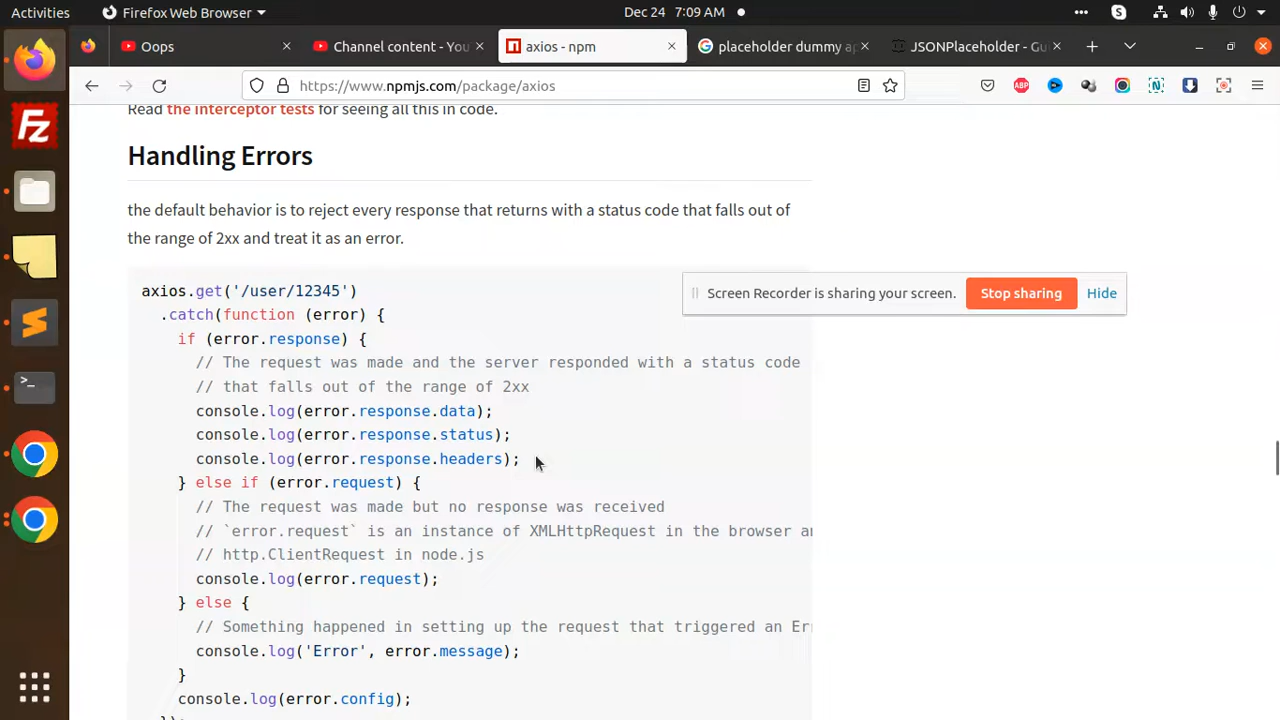 Activities
Firefox Web Browser
Dec 24 7:09 AM
Oops
Channel content - You
axios - npm
placeholder dummy ap
JSONPlaceholder - Gu
https://www.npmjs.com/package/axios
Read the interceptor tests for seeing all this in code.
Handling Errors
the default behavior is to reject every response that returns with a status code that falls out of
the range of 2xx and treat it as an error.
Screen Recorder is sharing your screen.
Stop sharing
Hide
axios.get('/user/12345')
.catch(function (error) {
if (error.response) {
// The request was made and the server responded with a status code
// that falls out of the range of 2xx
console.log(error.response.data);
console.log(error.response.status);
console.log(error.response.headers);
} else if (error.request) {
// The request was made but no response was received
// `error.request` is an instance of XMLHttpRequest in the browser an
// http.ClientRequest in node.js
console.log(error.request);
} else {
// Something happened in setting up the request that triggered an Err
console.log('Error', error.message);
}
console.log(error.config);
});